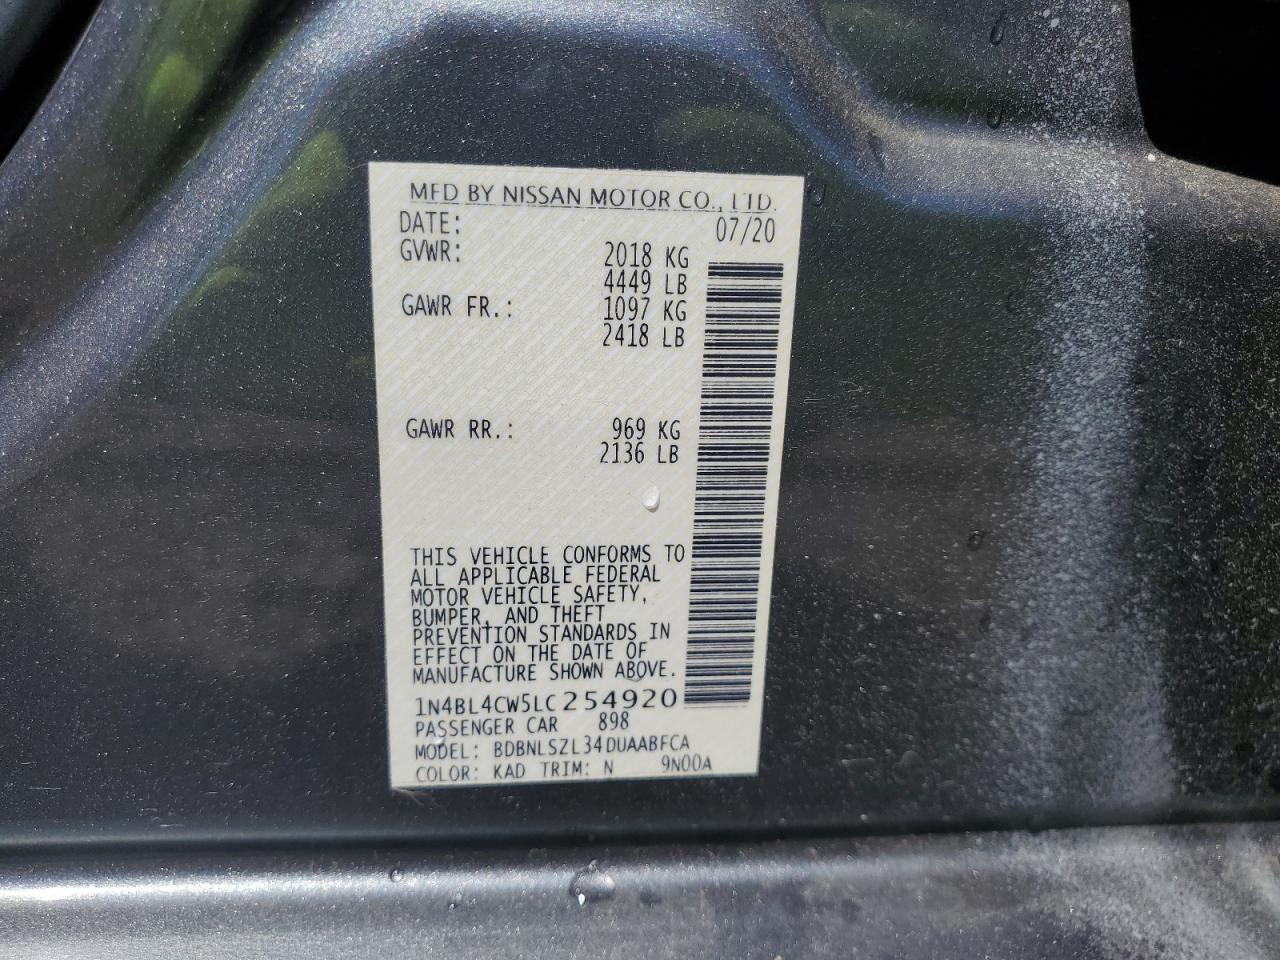 MFD BY NISSAN MOTOR CO., LTD.
DATE: 07/20
GVWR: 2018 KG
4449 LB
GAWR FR.: 1097 KG
2418 LB
GAWR RR.: 969 KG
2136 LB
THIS VEHICLE CONFORMS TO
ALL APPLICABLE FEDERAL
MOTOR VEHICLE SAFETY,
BUMPER, AND THEFT
PREVENTION STANDARDS IN
EFFECT ON THE DATE OF
MANUFACTURE SHOWN ABOVE.
1N4BL4CW5LC254920
PASSENGER CAR 898
MODEL: BDBNLSZL34DUAABFCA
COLOR: KAD TRIM: N 9N00A